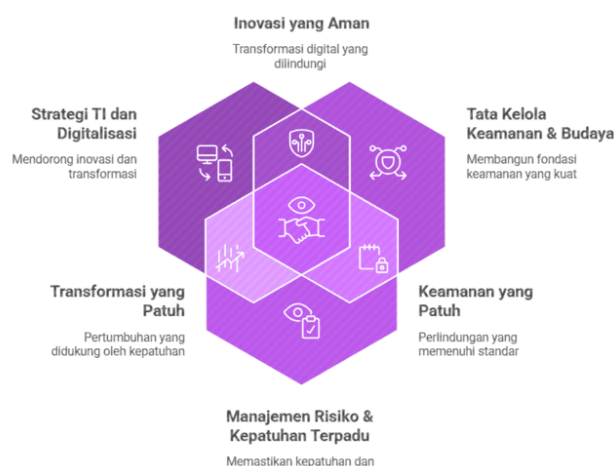 Inovasi yang Aman
Transformasi digital yang
dilindungi
Strategi TI dan
Digitalisasi
Mendorong inovasi dan
transformasi
Tata Kelola
Keamanan & Budaya
Membangun fondasi
keamanan yang kuat
Transformasi yang
Patuh
Pertumbuhan yang
didukung oleh kepatuhan
Keamanan yang
Patuh
Perlindungan yang
memenuhi standar
Manajemen Risiko &
Kepatuhan Terpadu
Memastikan kepatuhan dan